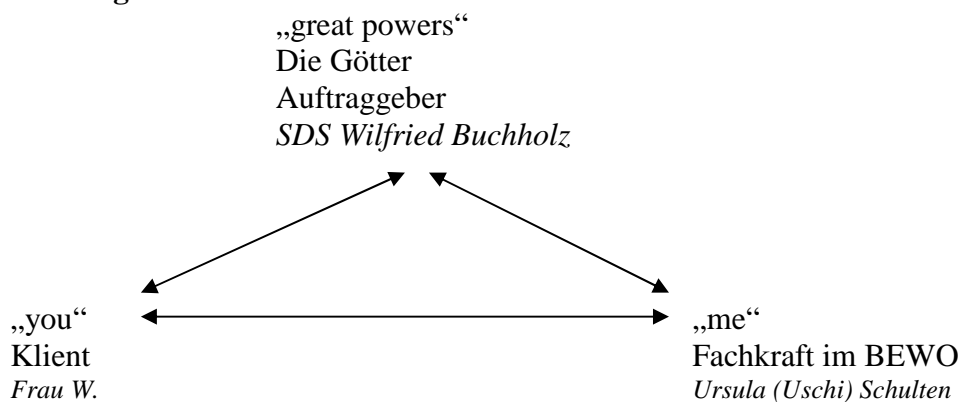 „great powers“
Die Götter
Auftraggeber
SDS Wilfried Buchholz
„you“
Klient
Frau W.
„me“
Fachkraft im BEWO
Ursula (Uschi) Schulten